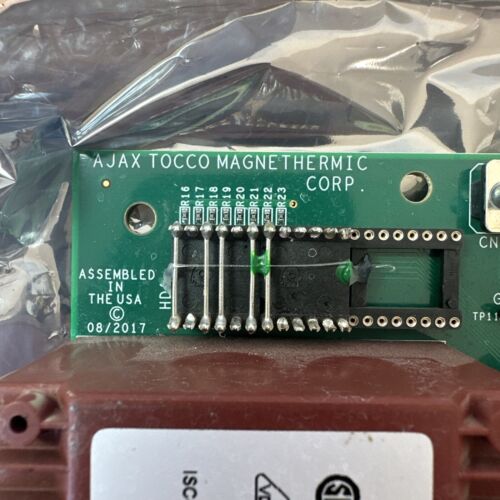 AJAX TOCCO MAGNETHERMIC
CORP.
R16
R17
R18
R19
R20
R21
R22
R23
CN
ASSEMBLED
IN
THE USA
©
08/2017
HD
TP11
ISC